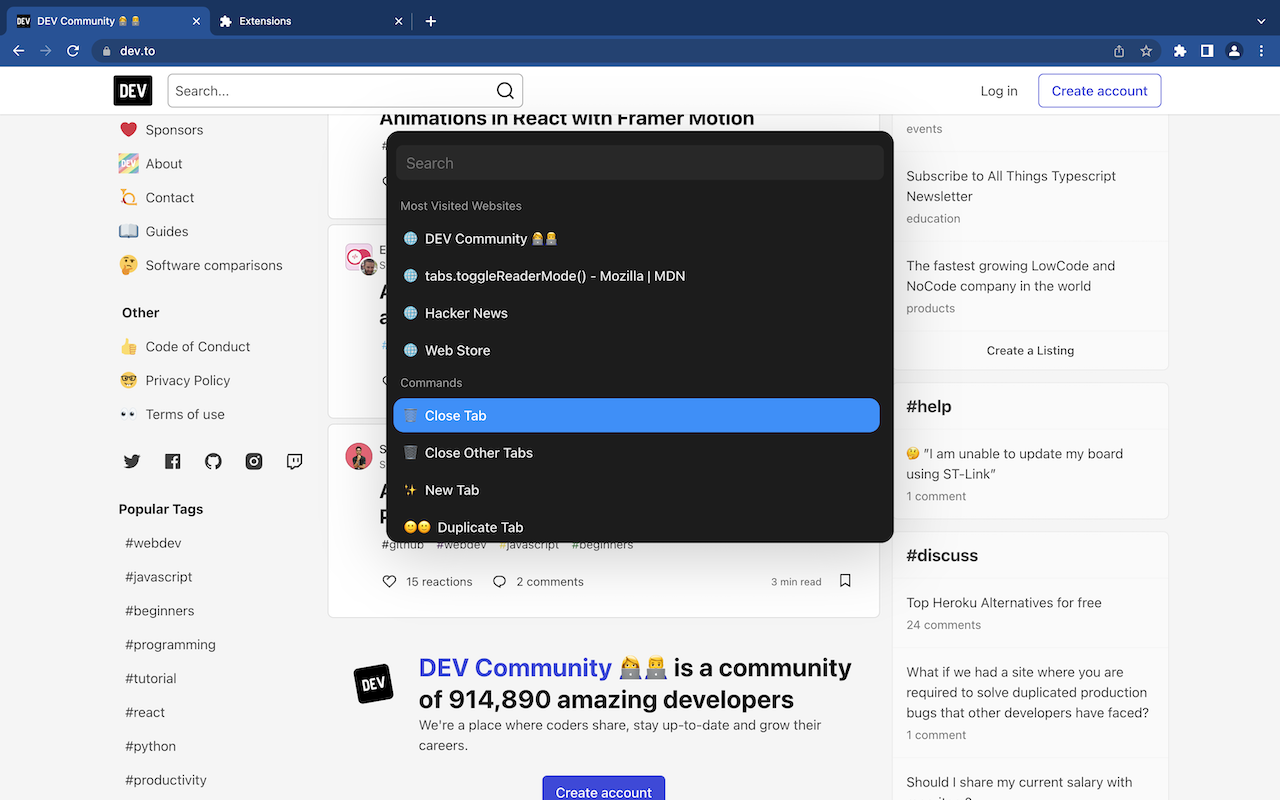 DEV Community 👩‍💻👨‍💻
Extensions
dev.to
DEV
Search...
Log in
Create account
Sponsors
About
Contact
Guides
Software comparisons
Other
Code of Conduct
Privacy Policy
Terms of use
Popular Tags
#webdev
#javascript
#beginners
#programming
#tutorial
#react
#python
#productivity
Animations in React with Framer Motion
Search
Most Visited Websites
DEV Community 👩‍💻👨‍💻
tabs.toggleReaderMode() - Mozilla | MDN
Hacker News
Web Store
Commands
Close Tab
Close Other Tabs
New Tab
Duplicate Tab
#github #webdev #javascript #beginners
15 reactions 2 comments 3 min read
DEV
DEV Community 👩‍💻👨‍💻 is a community
of 914,890 amazing developers
We're a place where coders share, stay up-to-date and grow their
careers.
Create account
events
Subscribe to All Things Typescript
Newsletter
education
The fastest growing LowCode and
NoCode company in the world
products
Create a Listing
#help
🤔 "I am unable to update my board
using ST-Link"
1 comment
#discuss
Top Heroku Alternatives for free
24 comments
What if we had a site where you are
required to solve duplicated production
bugs that other developers have faced?
1 comment
Should I share my current salary with